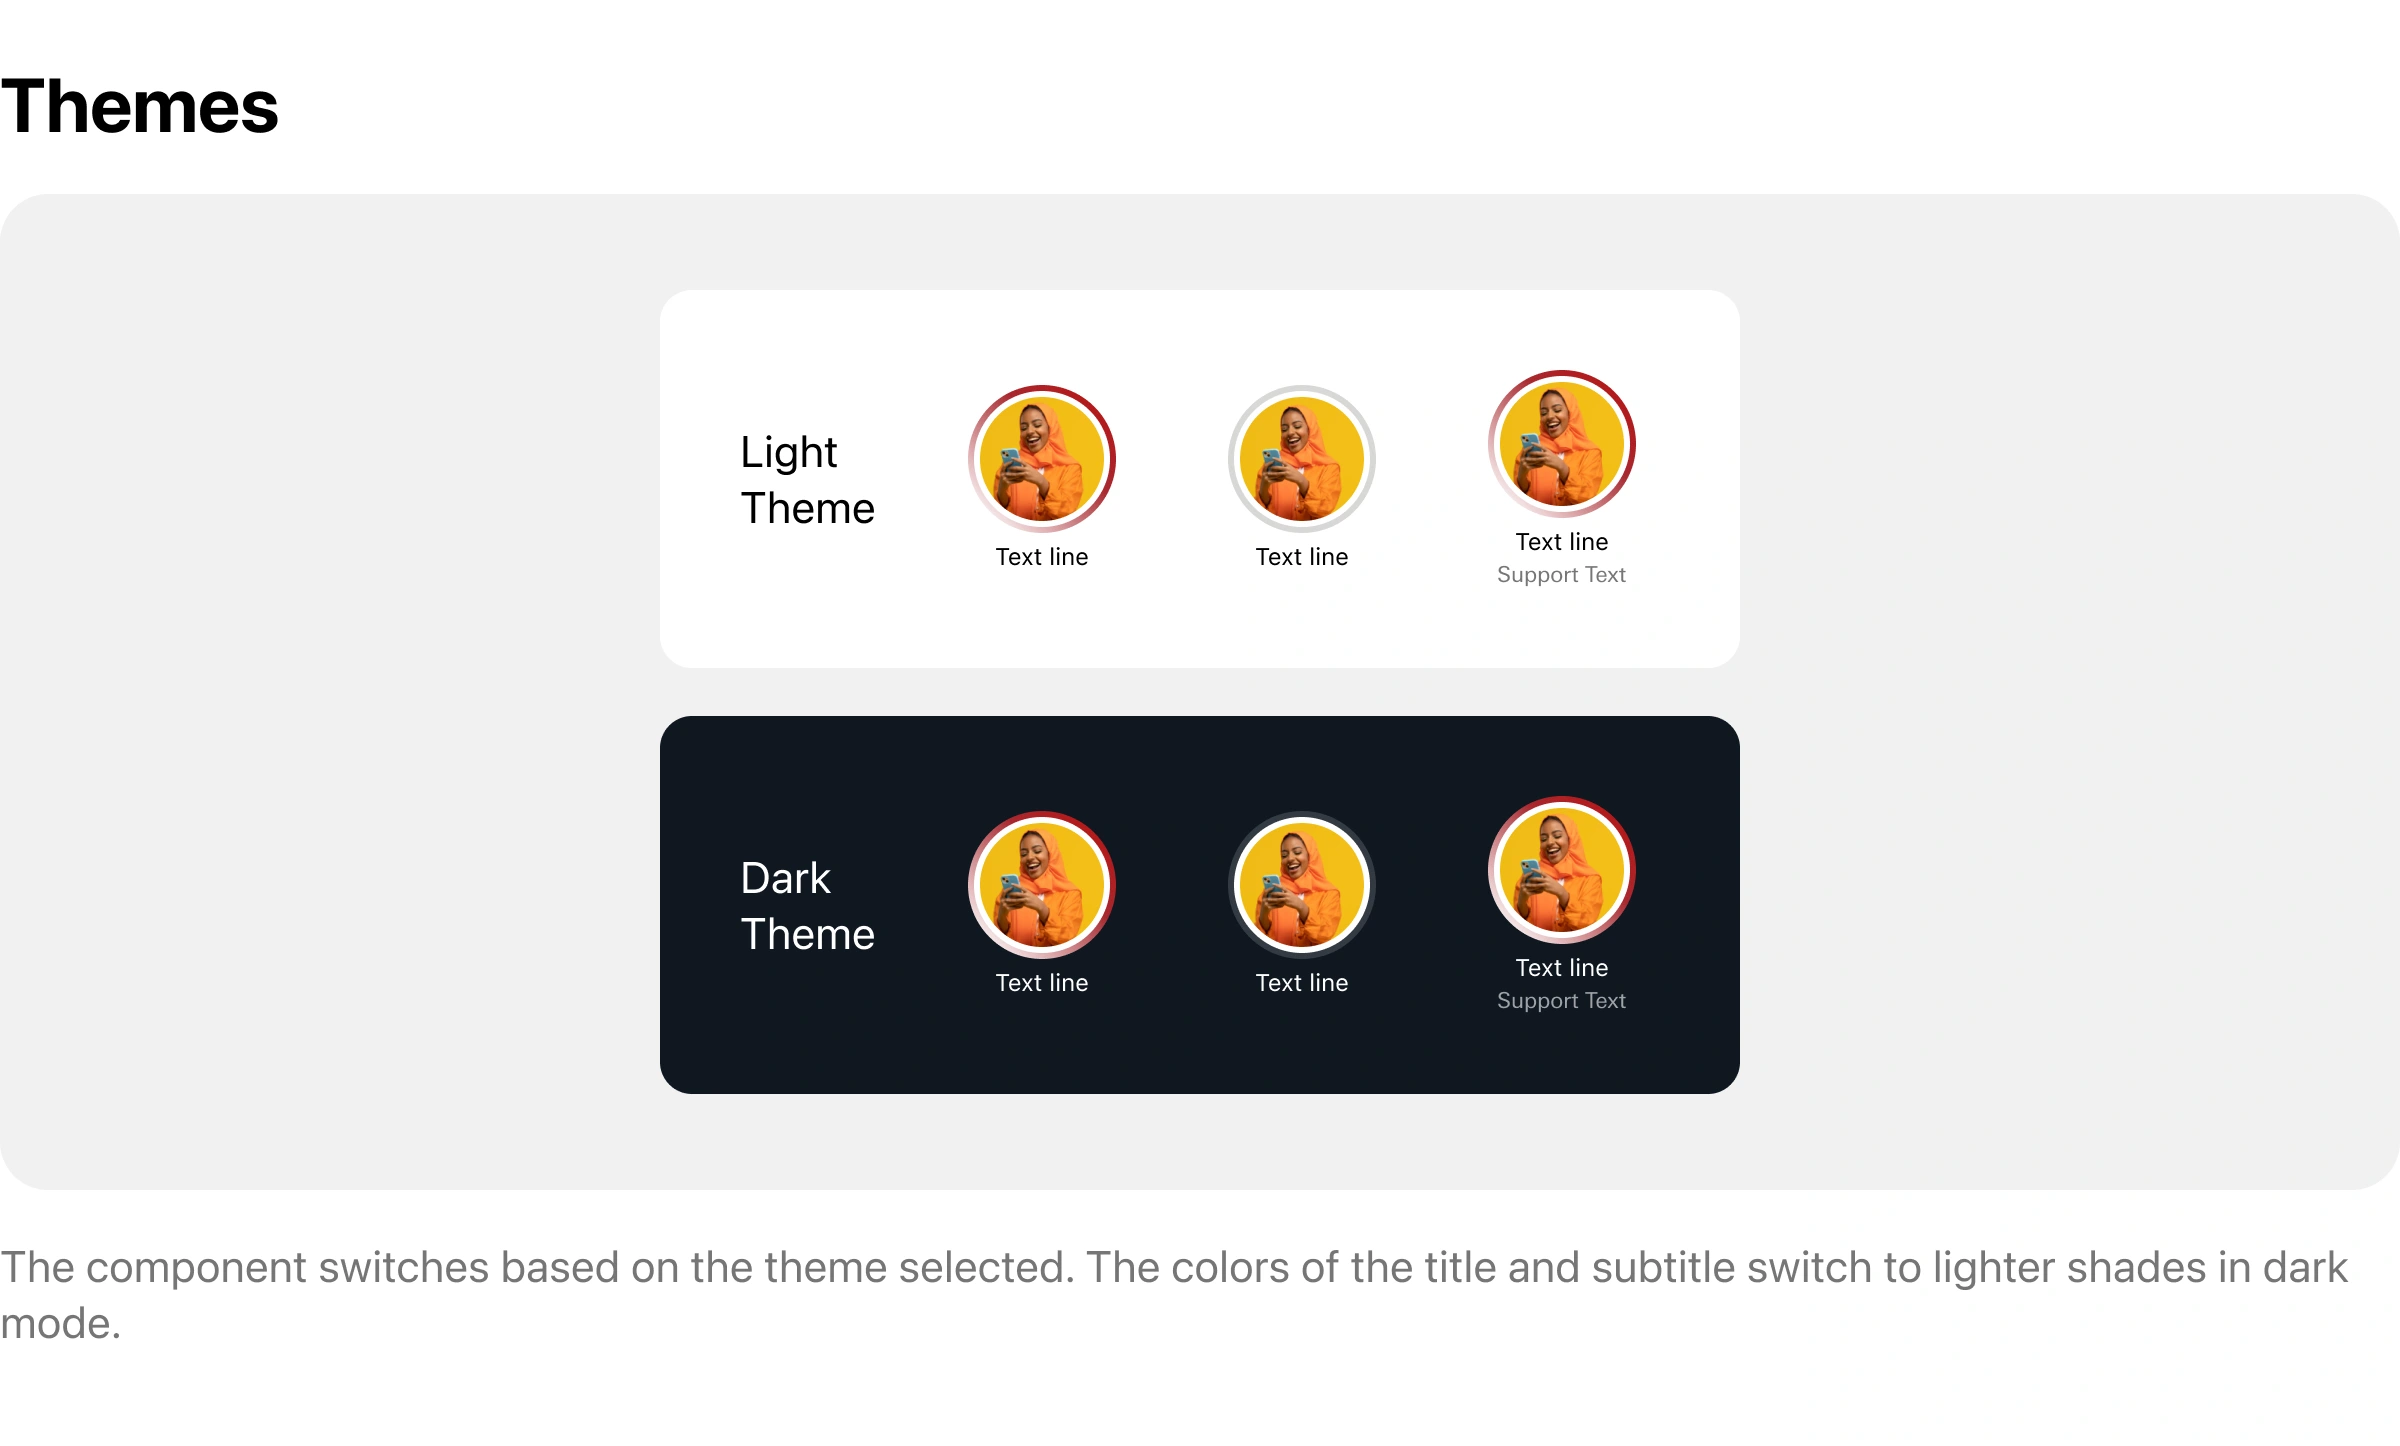 Themes
Light
Theme
Text line
Text line
Text line
Support Text
Dark
Theme
Text line
Text line
Text line
Support Text
The component switches based on the theme selected. The colors of the title and subtitle switch to lighter shades in dark
mode.